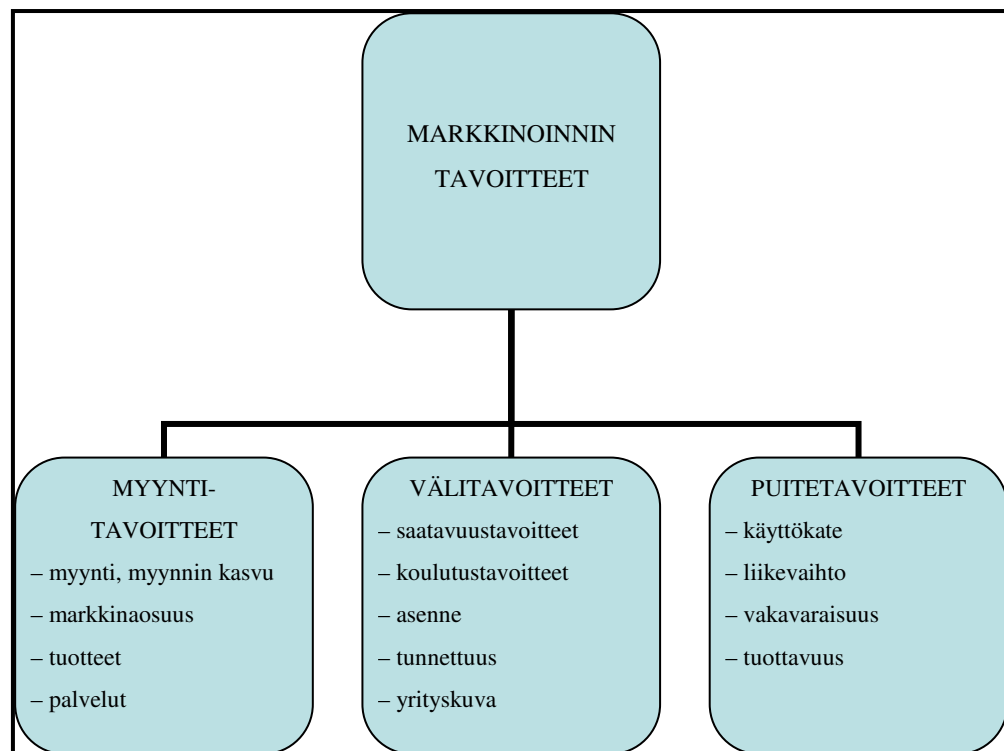 MARKKINOINNIN
TAVOITTEET
MYYNTI-
TAVOITTEET
– myynti, myynnin kasvu
– markkinaosuus
– tuotteet
– palvelut
VÄLITAVOITTEET
– saatavuustavoitteet
– koulutustavoitteet
– asenne
– tunnettuus
– yrityskuva
PUITETAVOITTEET
– käyttökate
– liikevaihto
– vakavaraisuus
– tuottavuus